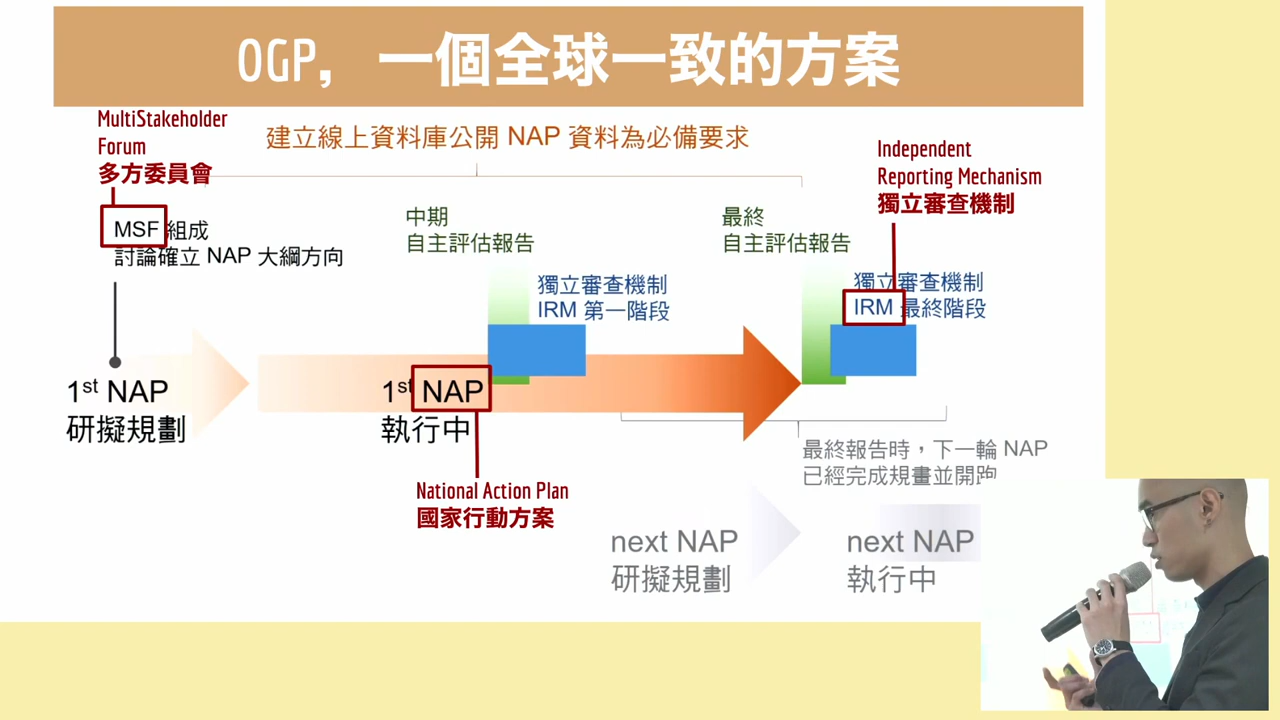 OGP，一個全球一致的方案
MultiStakeholder
Forum
多方委員會
建立線上資料庫公開 NAP 資料為必備要求
Independent
Reporting Mechanism
獨立審查機制
MSF 組成
討論確立 NAP 大綱方向
中期
自主評估報告
最終
自主評估報告
獨立審查機制
IRM 第一階段
獨立審查機制
IRM 最終階段
1st NAP
研擬規劃
1st NAP
執行中
最終報告時，下一輪 NAP
已經完成規畫並開跑
National Action Plan
國家行動方案
next NAP
研擬規劃
next NAP
執行中